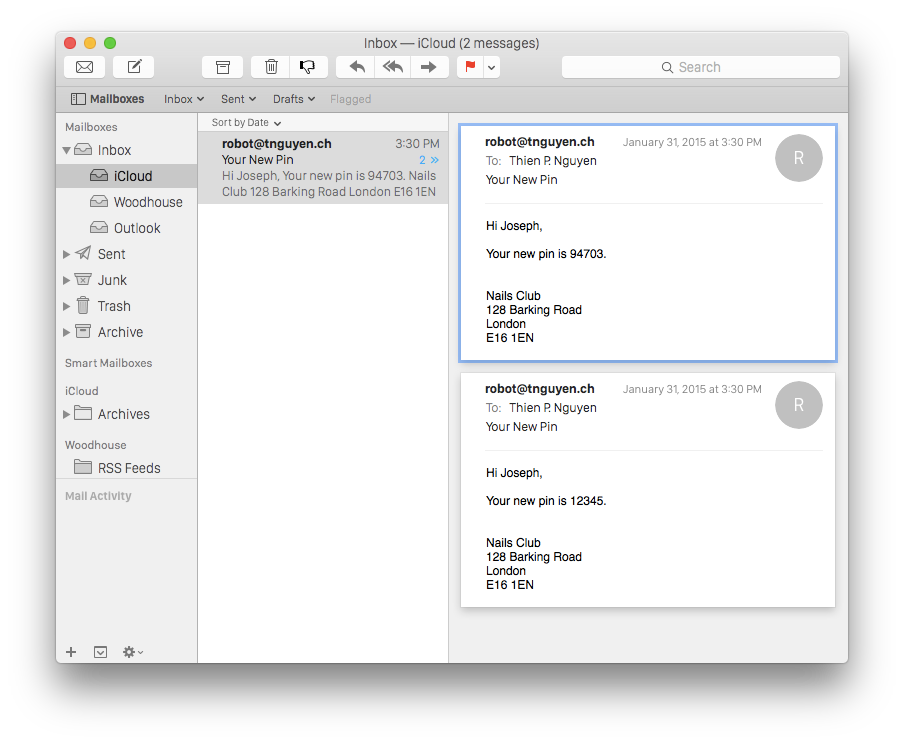 Inbox — iCloud (2 messages)
Search
Mailboxes Inbox Sent Drafts Flagged
Mailboxes
Inbox
iCloud
Woodhouse
Outlook
Sent
Junk
Trash
Archive
Smart Mailboxes
iCloud
Archives
Woodhouse
RSS Feeds
Mail Activity
Sort by Date
robot@tnguyen.ch 3:30 PM
Your New Pin 2 »
Hi Joseph, Your new pin is 94703. Nails
Club 128 Barking Road London E16 1EN
robot@tnguyen.ch January 31, 2015 at 3:30 PM
To: Thien P. Nguyen
Your New Pin
R
Hi Joseph,
Your new pin is 94703.
Nails Club
128 Barking Road
London
E16 1EN
robot@tnguyen.ch January 31, 2015 at 3:30 PM
To: Thien P. Nguyen
Your New Pin
R
Hi Joseph,
Your new pin is 12345.
Nails Club
128 Barking Road
London
E16 1EN